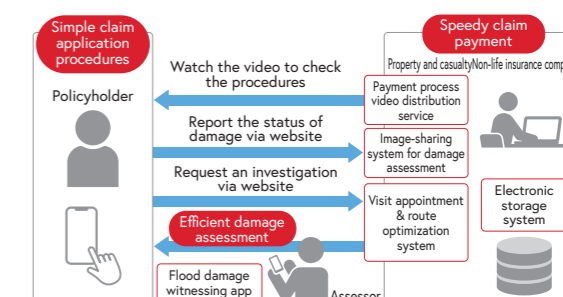 Simple claim
application
procedures
Policyholder
Watch the video to check
the procedures
Report the status of
damage via website
Request an investigation
via website
Efficient damage
assessment
Flood damage
witnessing app
Assessor
Speedy claim
payment
Property and casualtyNon-life insurance comp
Payment process
video distribution
service
Image-sharing
system for damage
assessment
Visit appointment
& route
optimization
system
Electronic
storage
system